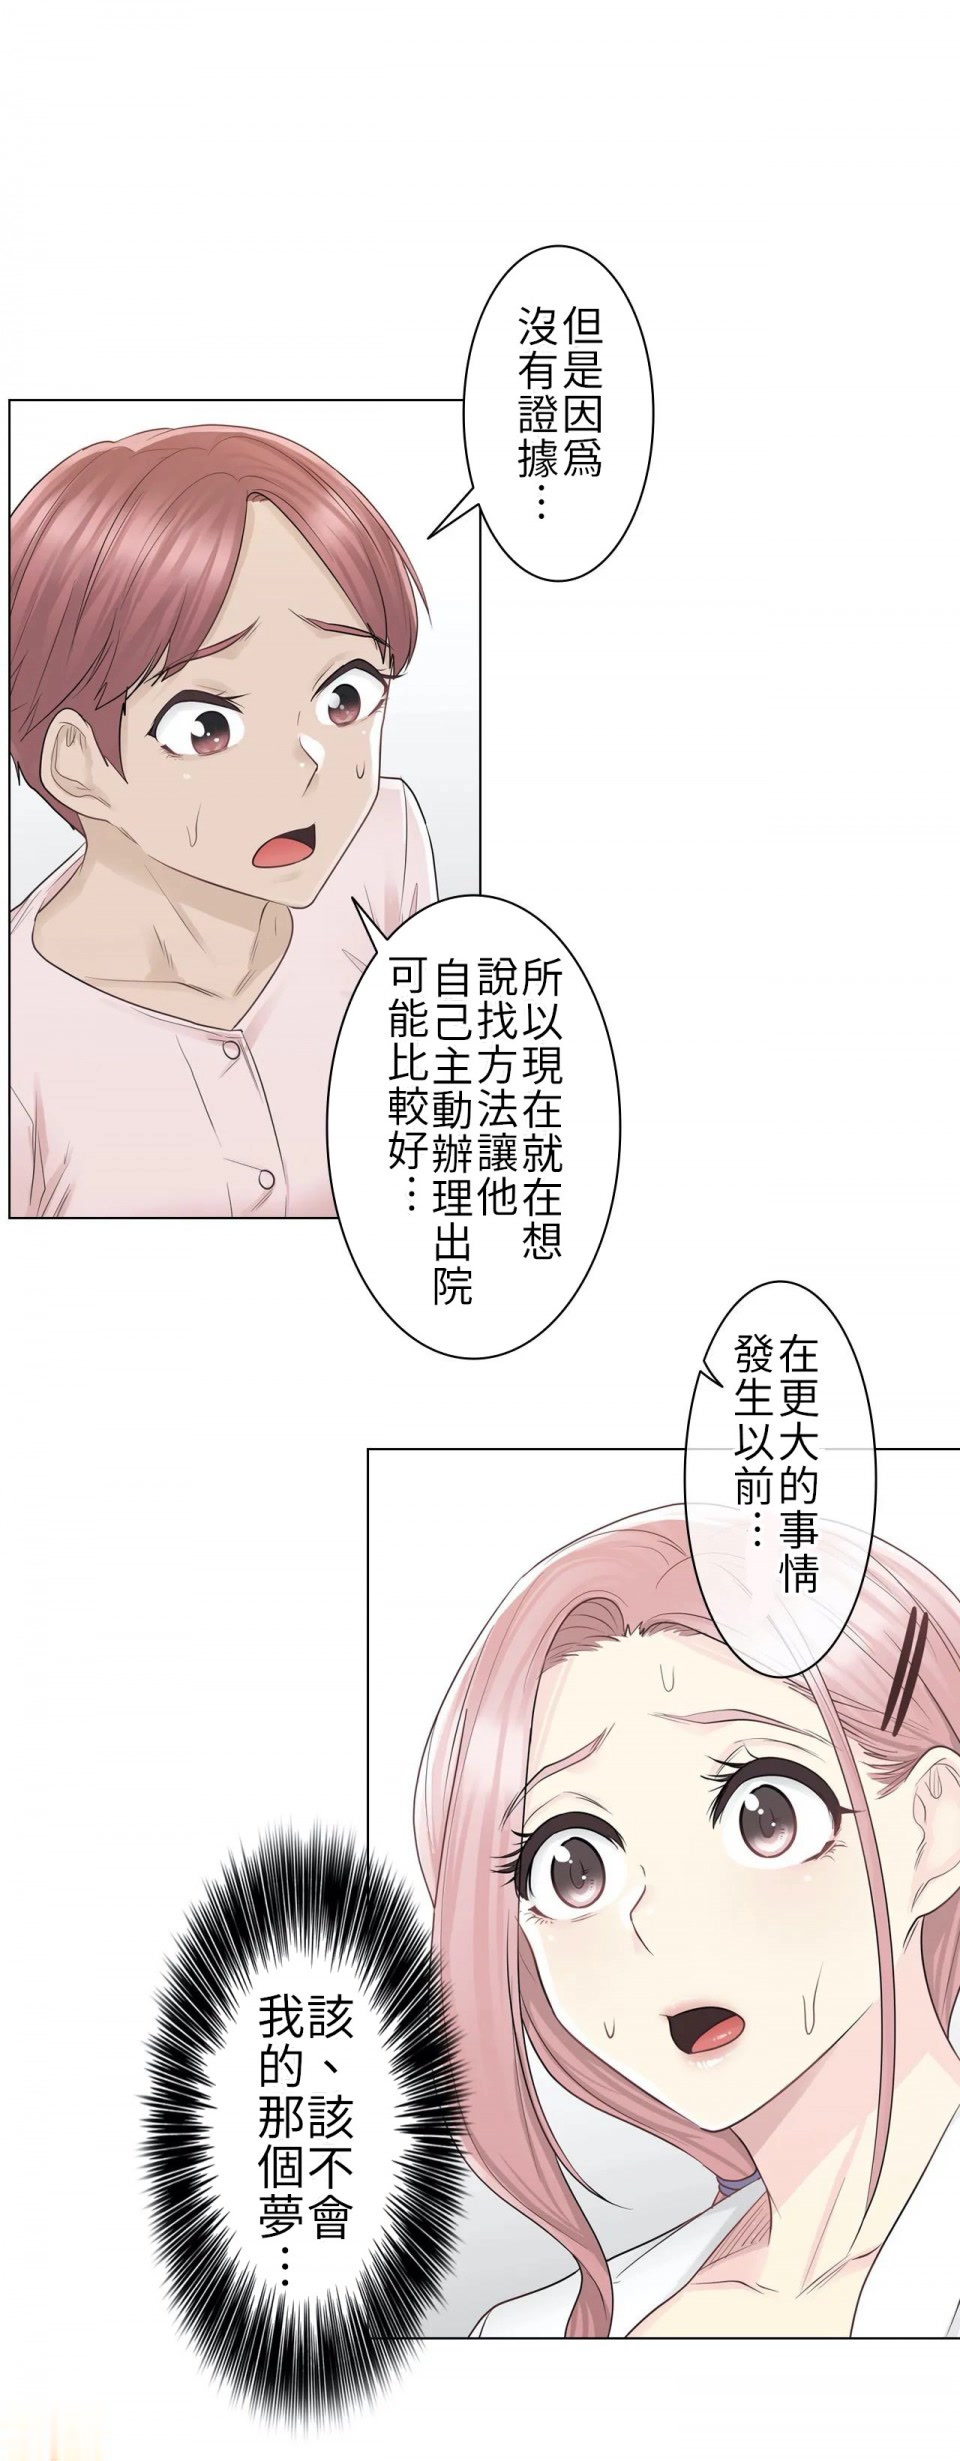 但是因爲
沒有證據⋯
所以現在就在想
說找方法讓他
自己主動辦理出院
可能比較好⋯
在更大的事情
發生以前⋯
該、該不會
我的那個夢⋯